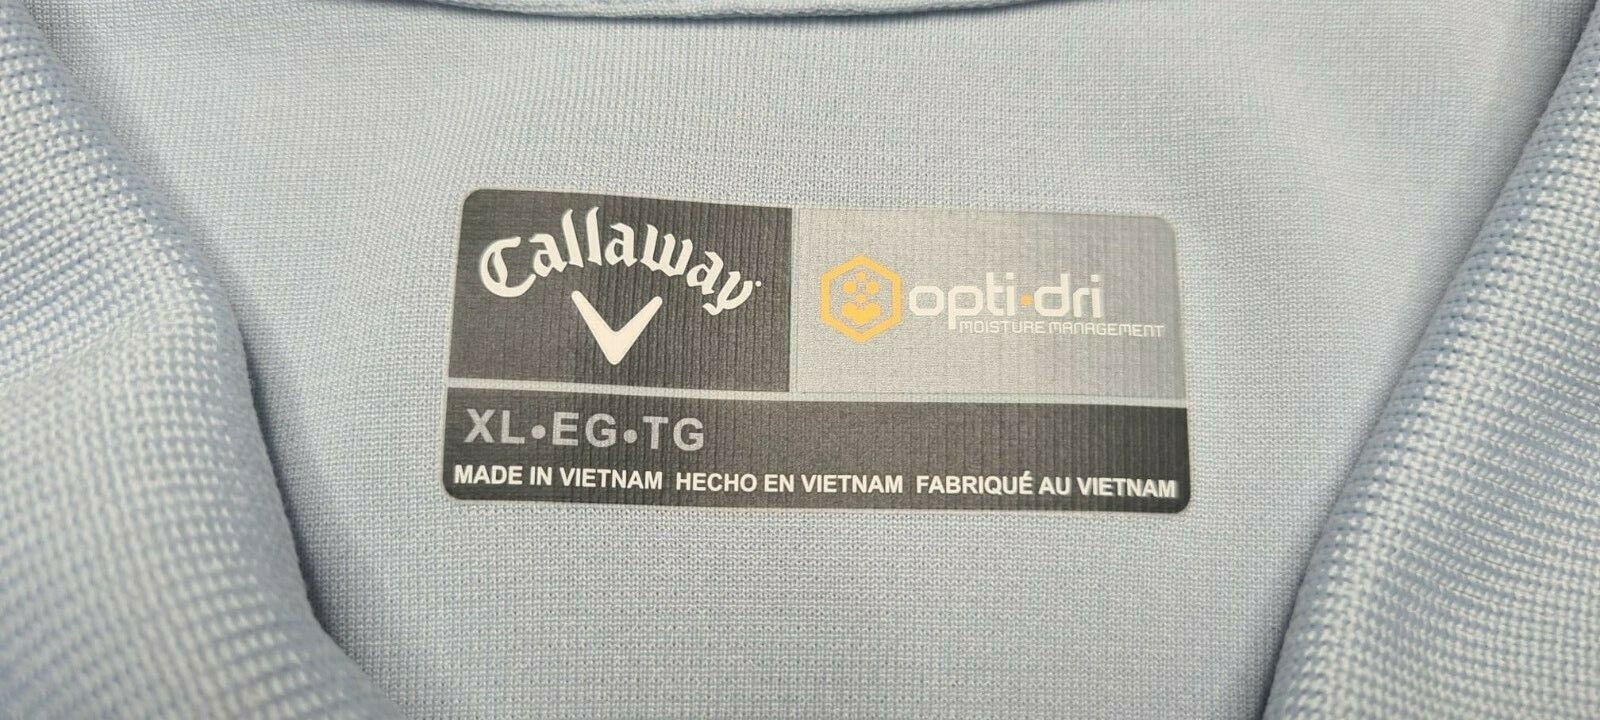 Callaway
opti•dri
MOISTURE MANAGEMENT
XL•EG•TG
MADE IN VIETNAM HECHO EN VIETNAM FABRIQUÉ AU VIETNAM